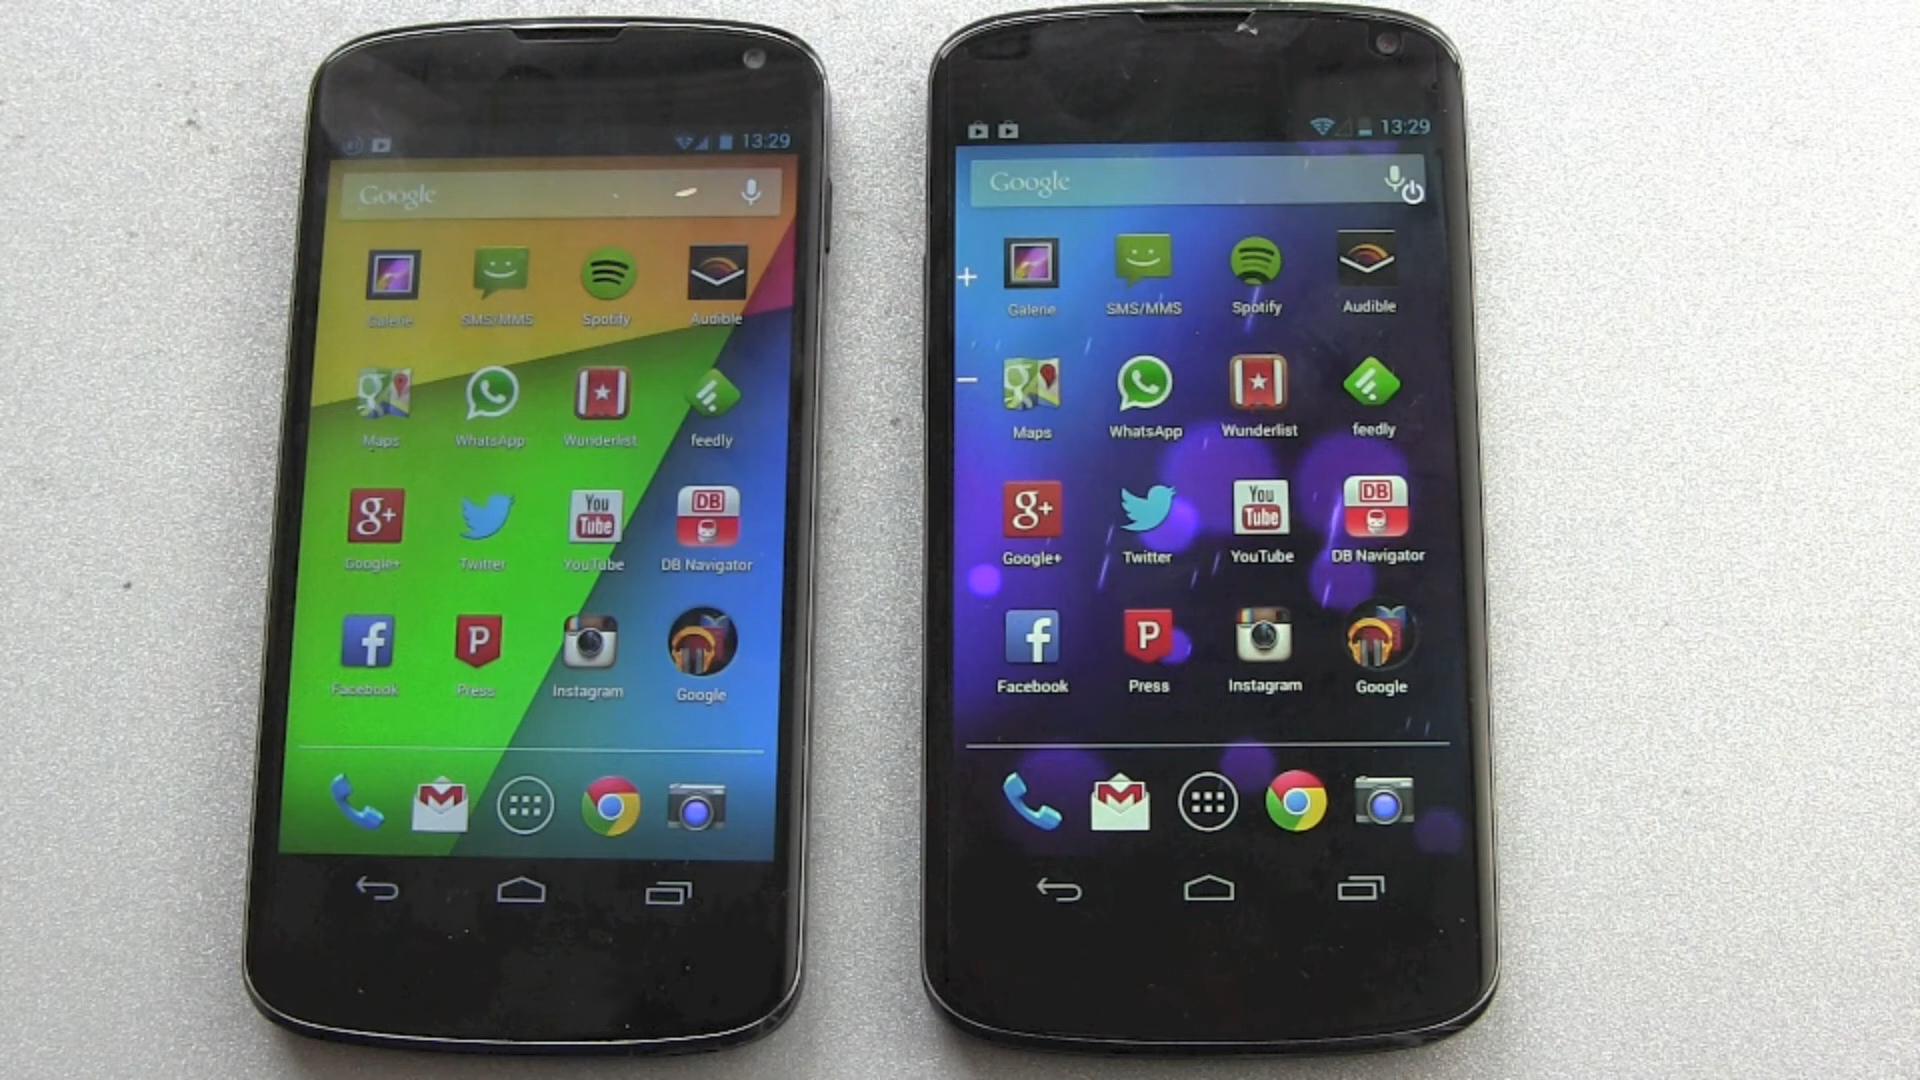 13:29
Google
Galerie SMS/MMS Spotify Audible
Maps WhatsApp Wunderlist feedly
g+ You Tube DB
Google+ Twitter YouTube DB Navigator
f P
Facebook Press Instagram Google
13:29
Google
Galerie SMS/MMS Spotify Audible
+
Maps WhatsApp Wunderlist feedly
g+ You Tube DB
Google+ Twitter YouTube DB Navigator
f P
Facebook Press Instagram Google